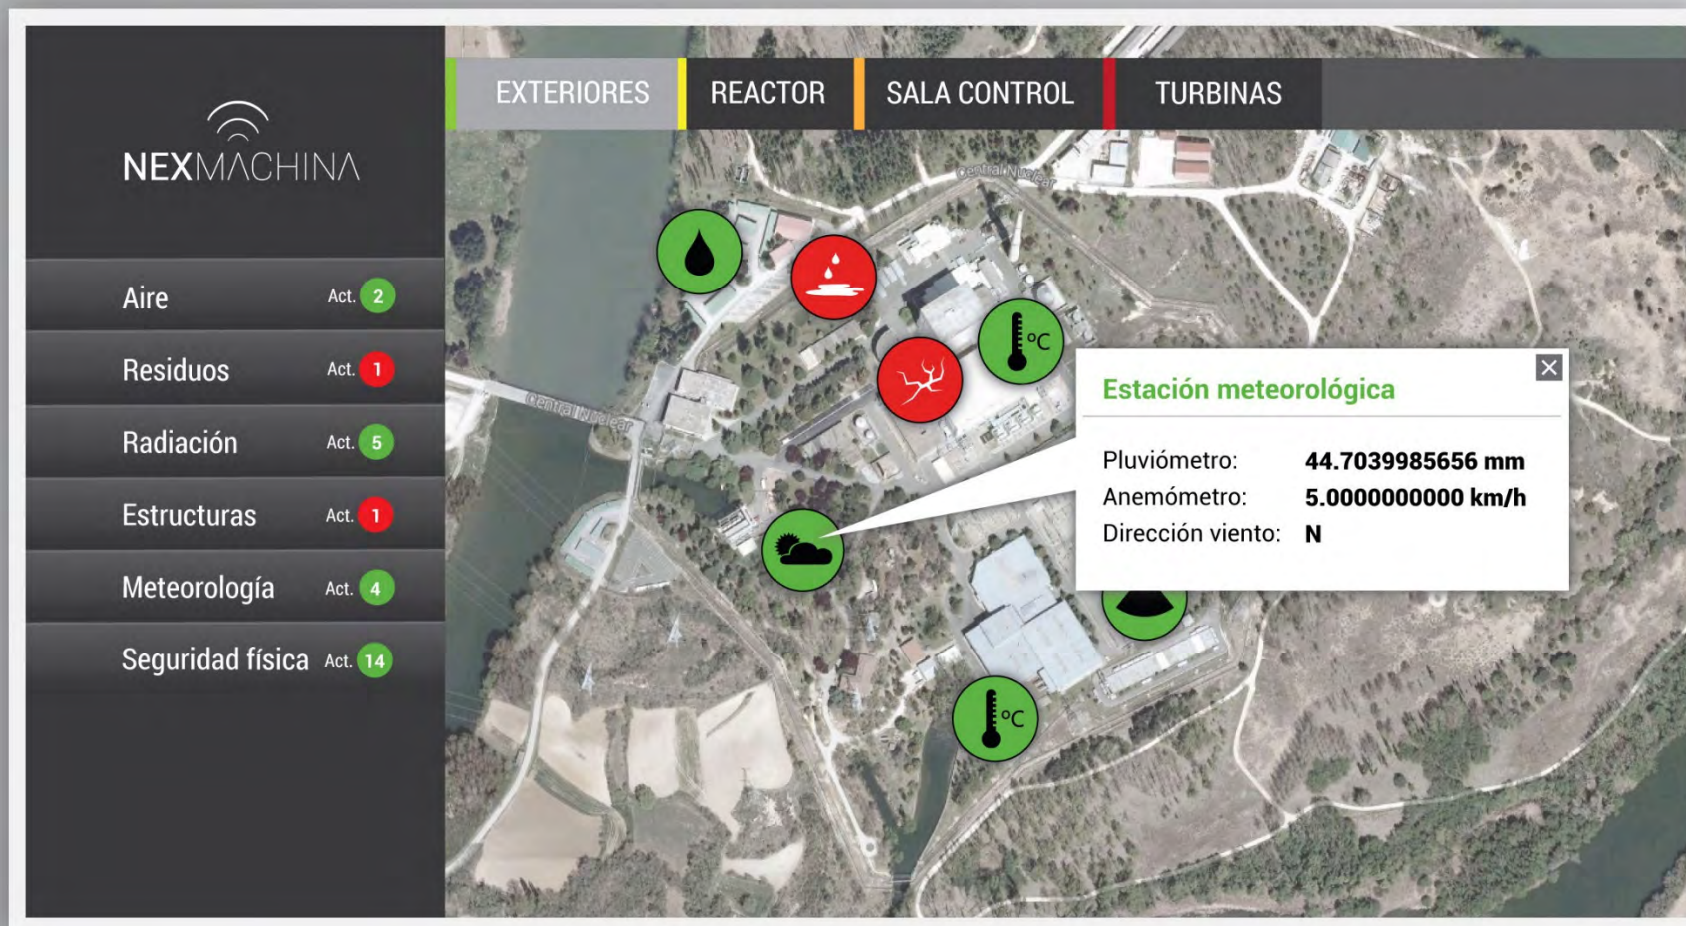 NEXMACHINA
EXTERIORES
REACTOR
SALA CONTROL
TURBINAS
Aire Act. 2
Residuos Act. 1
Radiación Act. 5
Estructuras Act. 1
Meteorología Act. 4
Seguridad física Act. 14
Central Nuclear
Central Nuclear
°C
Estación meteorológica
Pluviómetro: 44.7039985656 mm
Anemómetro: 5.0000000000 km/h
Dirección viento: N
°C